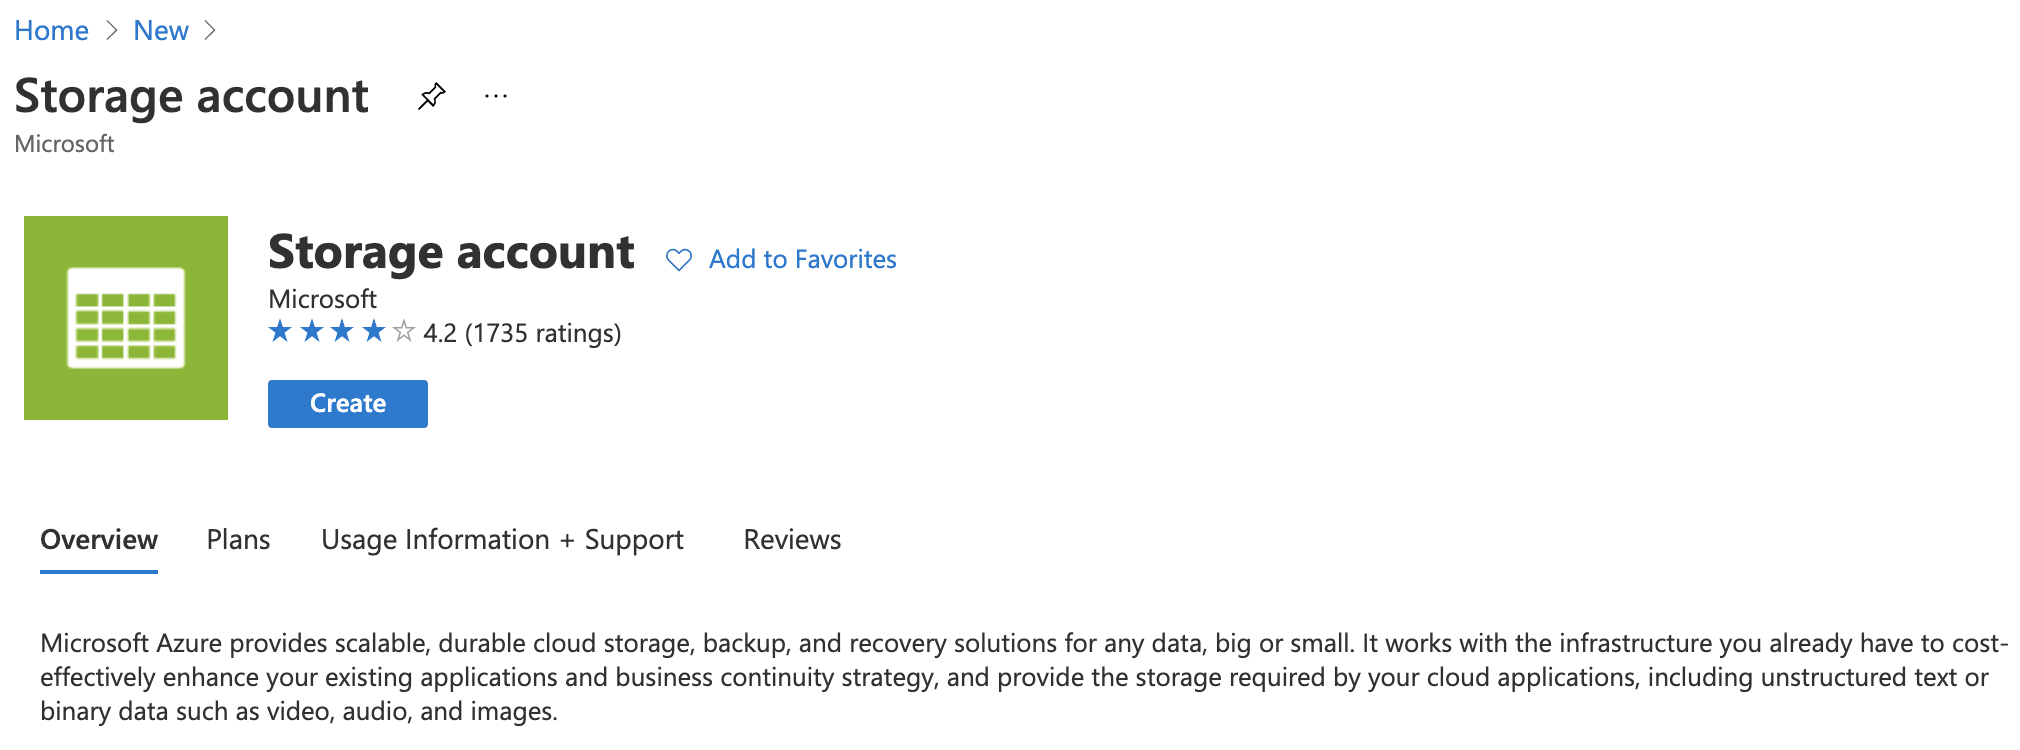 Home > New >
Storage account ...
Microsoft
Storage account Add to Favorites
Microsoft
4.2 (1735 ratings)
Create
Overview Plans Usage Information + Support Reviews
Microsoft Azure provides scalable, durable cloud storage, backup, and recovery solutions for any data, big or small. It works with the infrastructure you already have to cost-
effectively enhance your existing applications and business continuity strategy, and provide the storage required by your cloud applications, including unstructured text or
binary data such as video, audio, and images.